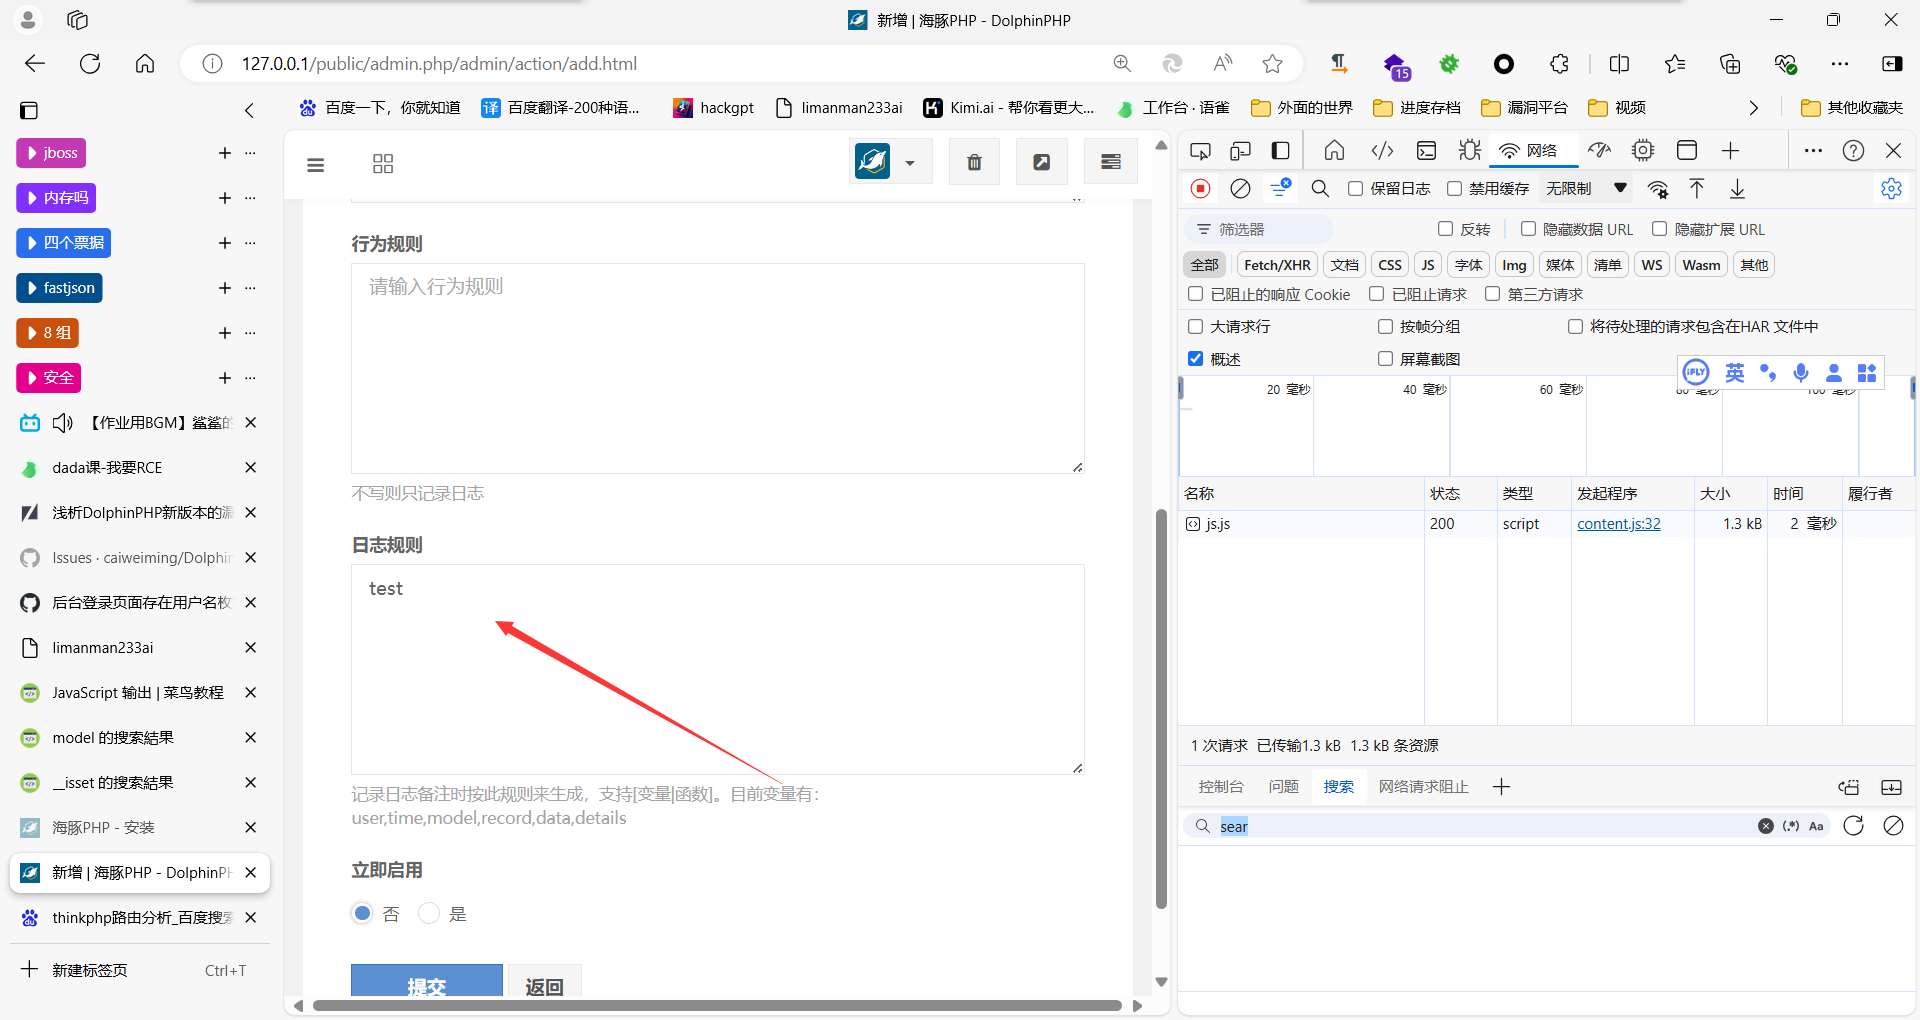 新增 | 海豚PHP - DolphinPHP
127.0.0.1/public/admin.php/admin/action/add.html
15
百度一下，你就知道
译 百度翻译-200种语...
hackgpt
limanman233ai
Kimi.ai - 帮你看更大...
工作台 · 语雀
外面的世界
进度存档
漏洞平台
视频
其他收藏夹
jboss
内存吗
四个票据
fastjson
8 组
安全
【作业用BGM】鲨鲨的
dada课-我要RCE
浅析DolphinPHP新版本的漏
Issues · caiweiming/Dolphin
后台登录页面存在用户名枚
limanman233ai
JavaScript 输出 | 菜鸟教程
model 的搜索結果
__isset 的搜索結果
海豚PHP - 安装
新增 | 海豚PHP - DolphinPH
thinkphp路由分析_百度搜索
新建标签页 Ctrl+T
行为规则
请输入行为规则
不写则只记录日志
日志规则
test
记录日志备注时按此规则来生成，支持[变量|函数]。目前变量有：
user,time,model,record,data,details
立即启用
否 是
提交 返回
网络
保留日志 禁用缓存 无限制
筛选器 反转 隐藏数据 URL 隐藏扩展 URL
全部 Fetch/XHR 文档 CSS JS 字体 Img 媒体 清单 WS Wasm 其他
已阻止的响应 Cookie 已阻止请求 第三方请求
大请求行 按帧分组 将待处理的请求包含在HAR 文件中
概述 屏幕截图
iFLY 英
20 毫秒 40 毫秒 60 毫秒 80 毫秒 100 毫秒
名称 状态 类型 发起程序 大小 时间 履行者
js.js 200 script content.js:32 1.3 kB 2 毫秒
1 次请求 已传输1.3 kB 1.3 kB 条资源
控制台 问题 搜索 网络请求阻止
sear (.*) Aa